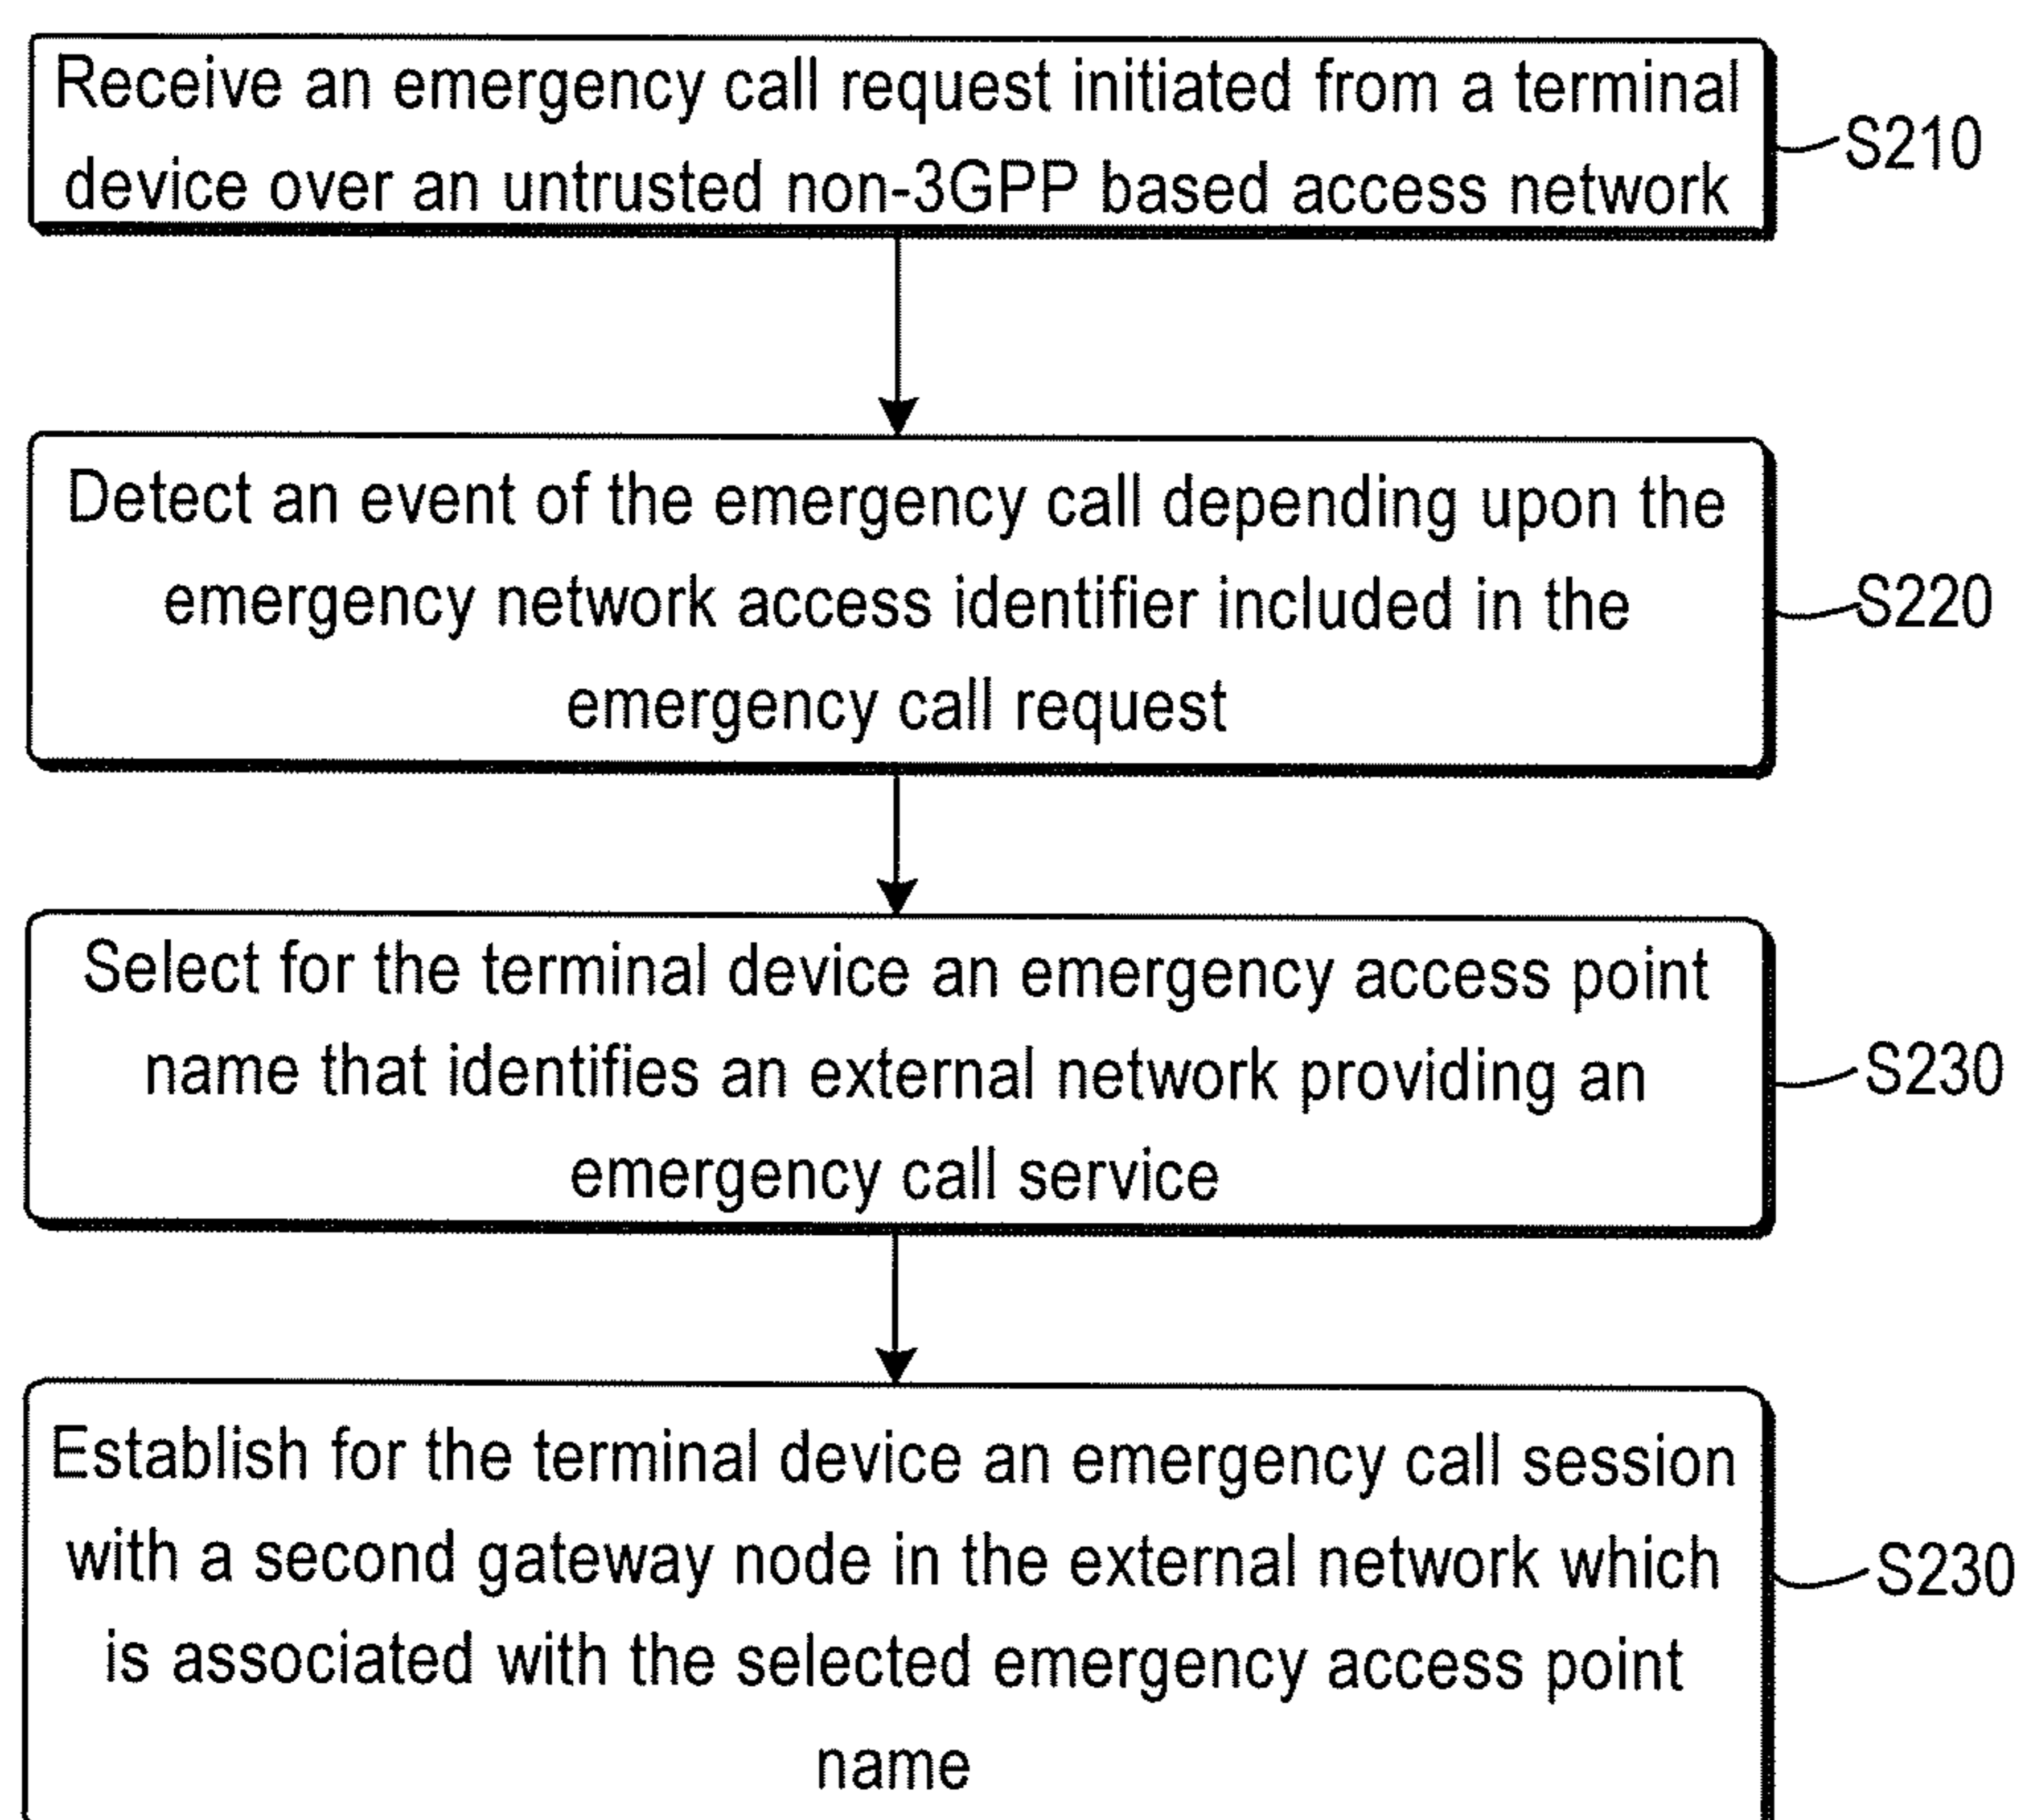 Receive an emergency call request initiated from a terminal
device over an untrusted non-3GPP based access network
S210
Detect an event of the emergency call depending upon the
emergency network access identifier included in the
emergency call request
S220
Select for the terminal device an emergency access point
name that identifies an external network providing an
emergency call service
S230
Establish for the terminal device an emergency call session
with a second gateway node in the external network which
is associated with the selected emergency access point
name
S230